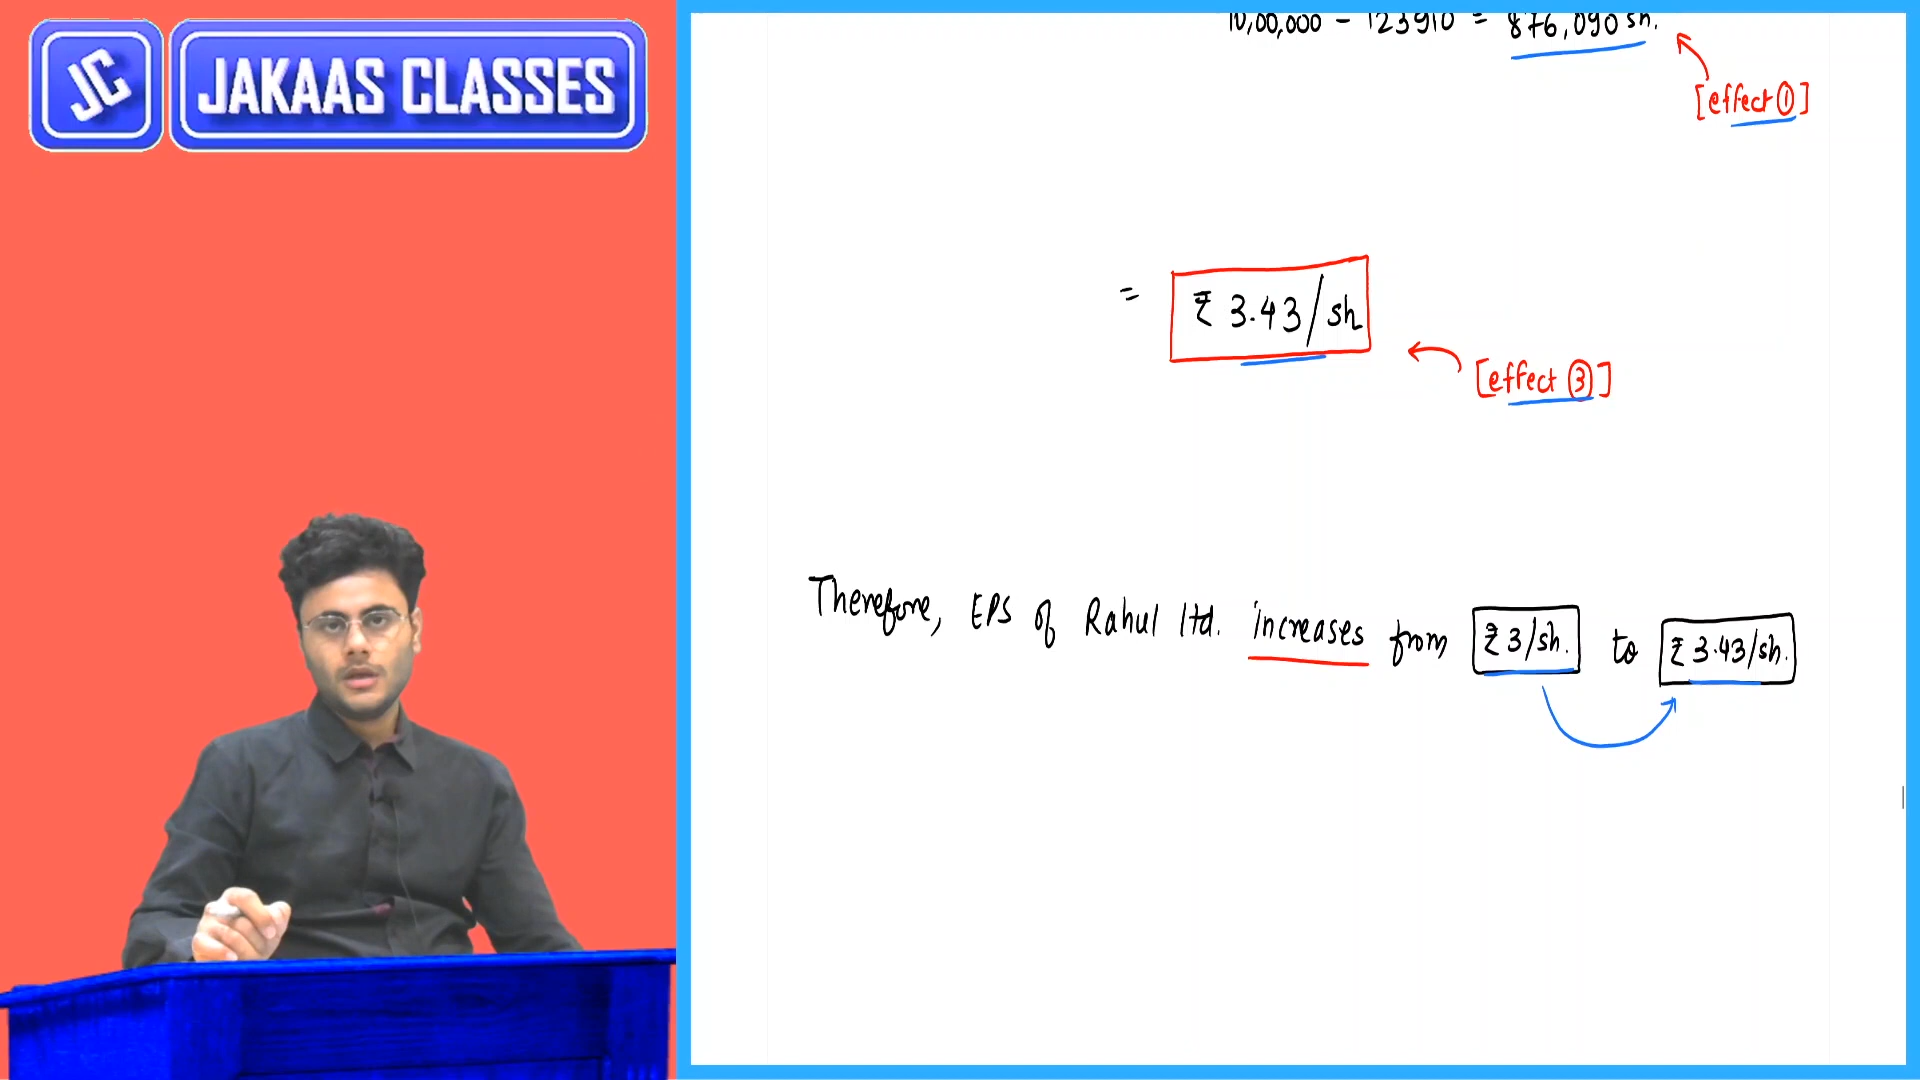 JC JAKAAS CLASSES
10,00,000 - 123910 = 876,090 sh.
[effect ①]
= ₹ 3.43/sh
[effect ③]
Therefore, EPS of Rahul ltd. increases from ₹ 3/sh. to ₹ 3.43/sh.